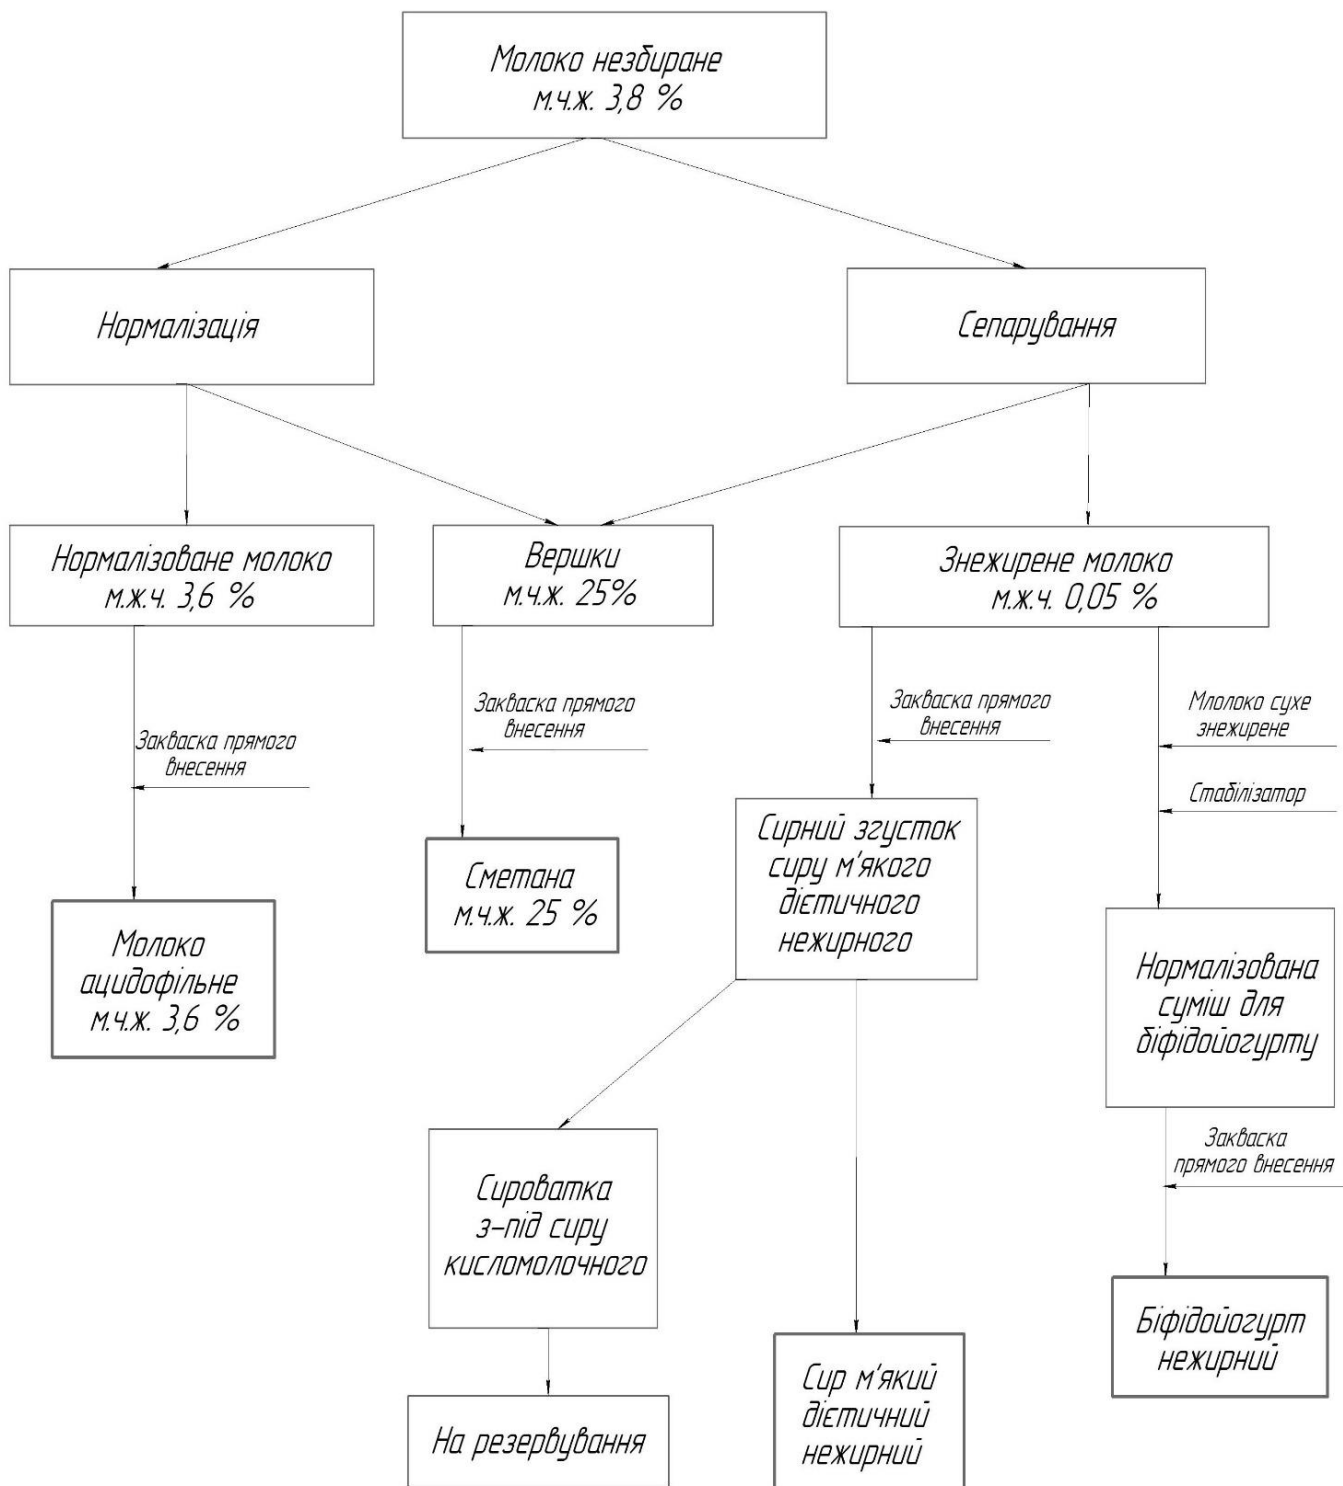 Молоко незбиране
м.ч.ж. 3,8 %
Нормалізація
Сепарування
Нормалізоване молоко
м.ж.ч. 3,6 %
Вершки
м.ч.ж. 25%
Знежирене молоко
м.ж.ч. 0,05 %
Закваска прямого
внесення
Закваска прямого
внесення
Закваска прямого
внесення
Млолоко сухе
знежирене
Стабілізатор
Молоко
ацидофільне
м.ч.ж. 3,6 %
Сметана
м.ч.ж. 25 %
Сирний згусток
сиру м'якого
дієтичного
нежирного
Нормалізована
суміш для
біфідойогурту
Сироватка
з-під сиру
кисломолочного
Закваска
прямого внесення
На резервування
Сир м'який
дієтичний
нежирний
Біфідойогурт
нежирний